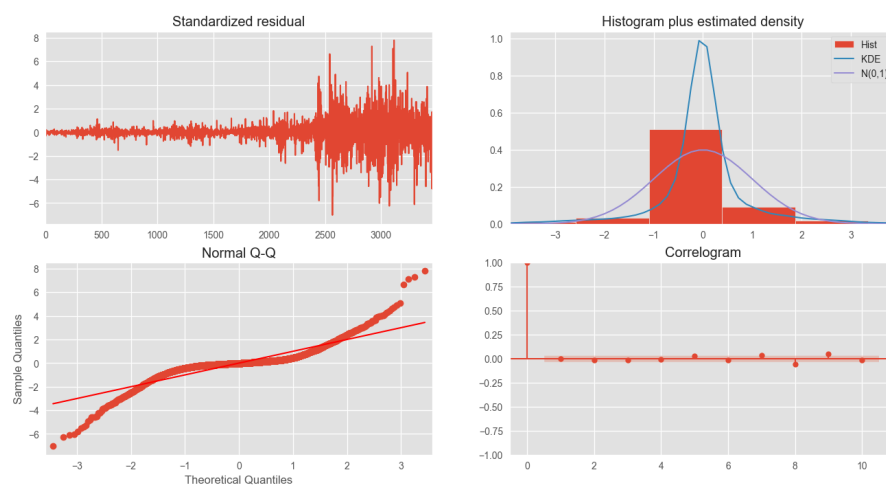 Standardized residual
8
6
4
2
0
−2
−4
−6
0 500 1000 1500 2000 2500 3000
Histogram plus estimated density
Hist
KDE
N(0,1)
1.0
0.8
0.6
0.4
0.2
0.0
−3 −2 −1 0 1 2 3
Normal Q-Q
Sample Quantiles
8
6
4
2
0
−2
−4
−6
−3 −2 −1 0 1 2 3
Theoretical Quantiles
Correlogram
1.00
0.75
0.50
0.25
0.00
−0.25
−0.50
−0.75
−1.00
0 2 4 6 8 10